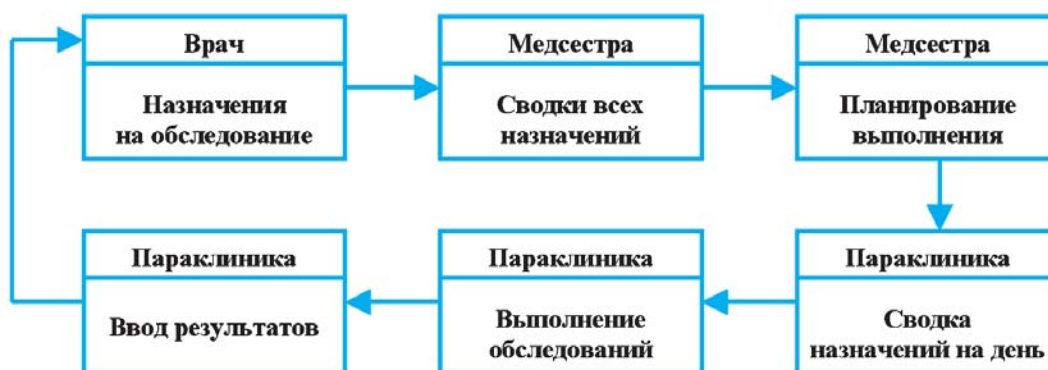 Врач
Назначения
на обследование
Медсестра
Сводки всех
назначений
Медсестра
Планирование
выполнения
Параклиника
Ввод результатов
Параклиника
Выполнение
обследований
Параклиника
Сводка
назначений на день